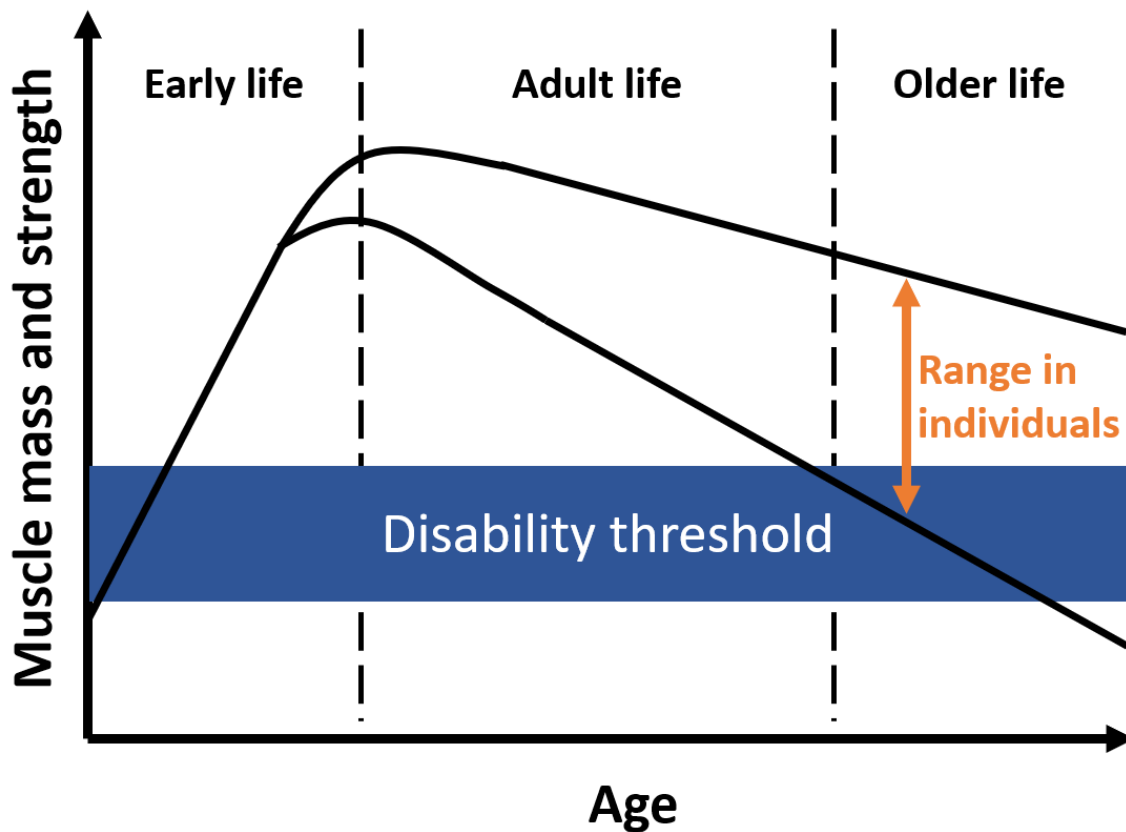 Early life
Adult life
Older life
Muscle mass and strength
Range in
individuals
Disability threshold
Age